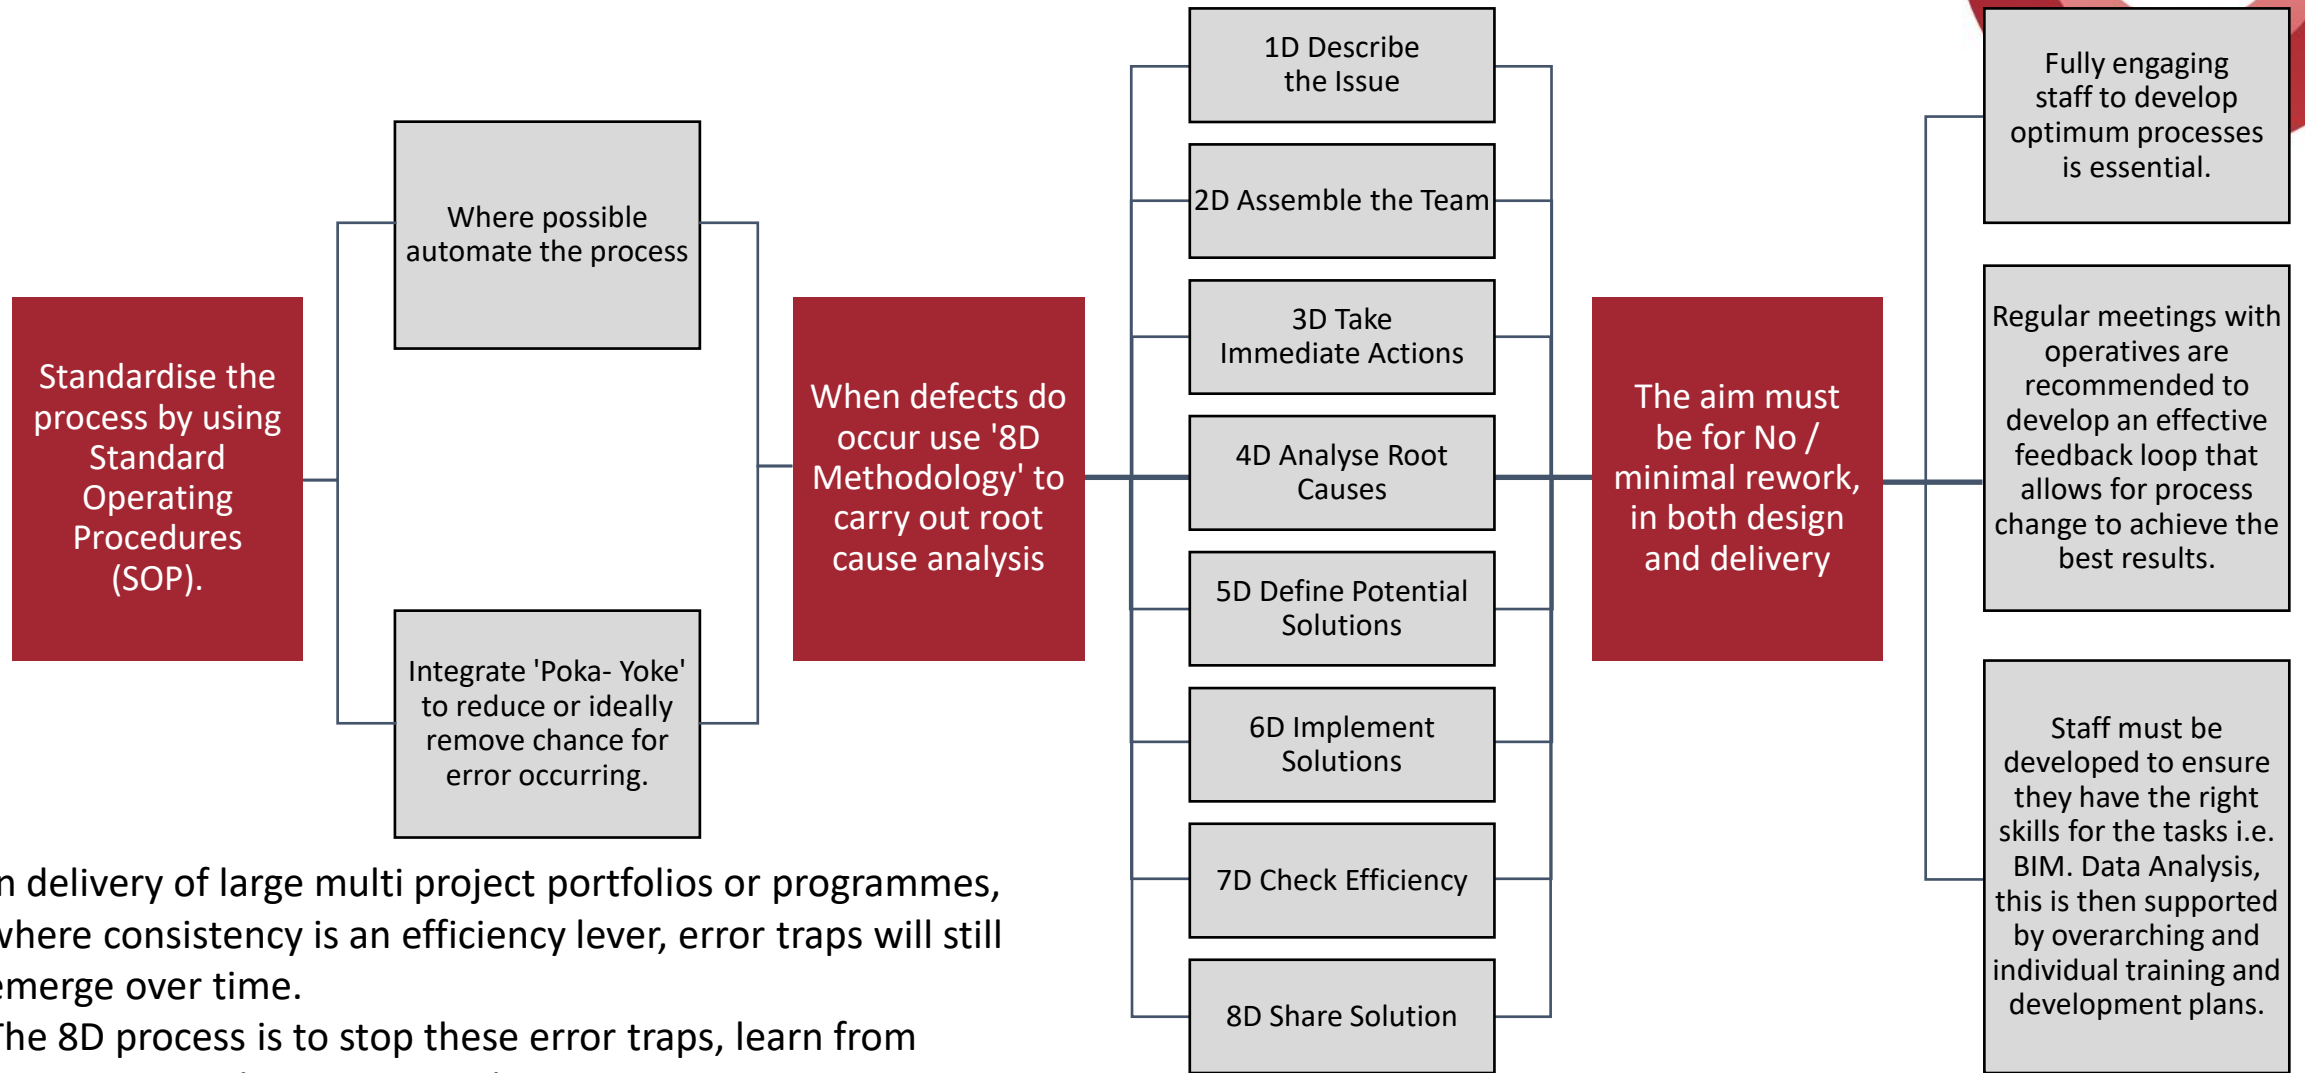 Standardise the
process by using
Standard
Operating
Procedures
(SOP).
Where possible
automate the process
Integrate 'Poka- Yoke'
to reduce or ideally
remove chance for
error occurring.
When defects do
occur use '8D
Methodology' to
carry out root
cause analysis
1D Describe
the Issue
2D Assemble the Team
3D Take
Immediate Actions
4D Analyse Root
Causes
5D Define Potential
Solutions
6D Implement
Solutions
7D Check Efficiency
8D Share Solution
The aim must
be for No /
minimal rework,
in both design
and delivery
Fully engaging
staff to develop
optimum processes
is essential.
Regular meetings with
operatives are
recommended to
develop an effective
feedback loop that
allows for process
change to achieve the
best results.
Staff must be
developed to ensure
they have the right
skills for the tasks i.e.
BIM. Data Analysis,
this is then supported
by overarching and
individual training and
development plans.
n delivery of large multi project portfolios or programmes,
where consistency is an efficiency lever, error traps will still
emerge over time.
The 8D process is to stop these error traps, learn from